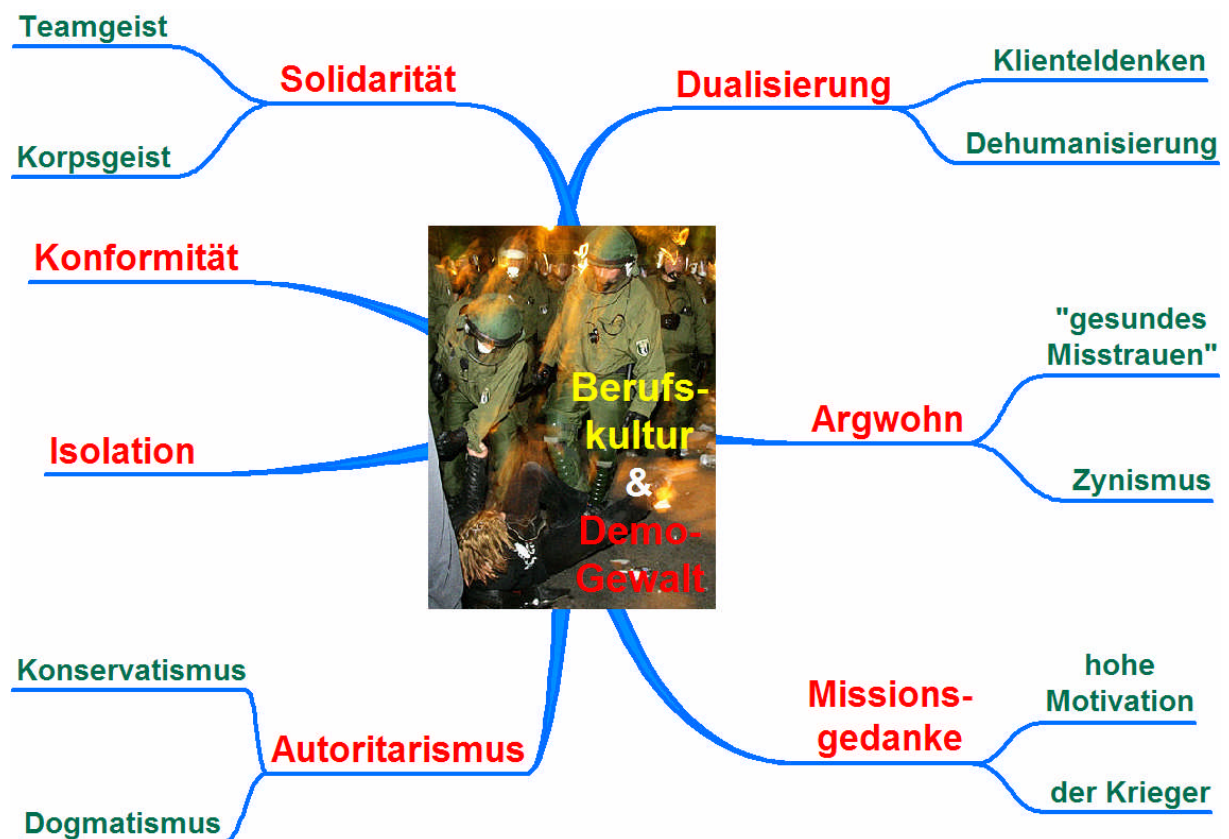 Teamgeist
Solidarität
Korpsgeist
Dualisierung
Klienteldenken
Dehumanisierung
Konformität
Isolation
"gesundes
Misstrauen"
Argwohn
Zynismus
Berufs-
kultur
&
Demo-
Gewalt
Konservatismus
Autoritarismus
Dogmatismus
Missions-
gedanke
hohe
Motivation
der Krieger